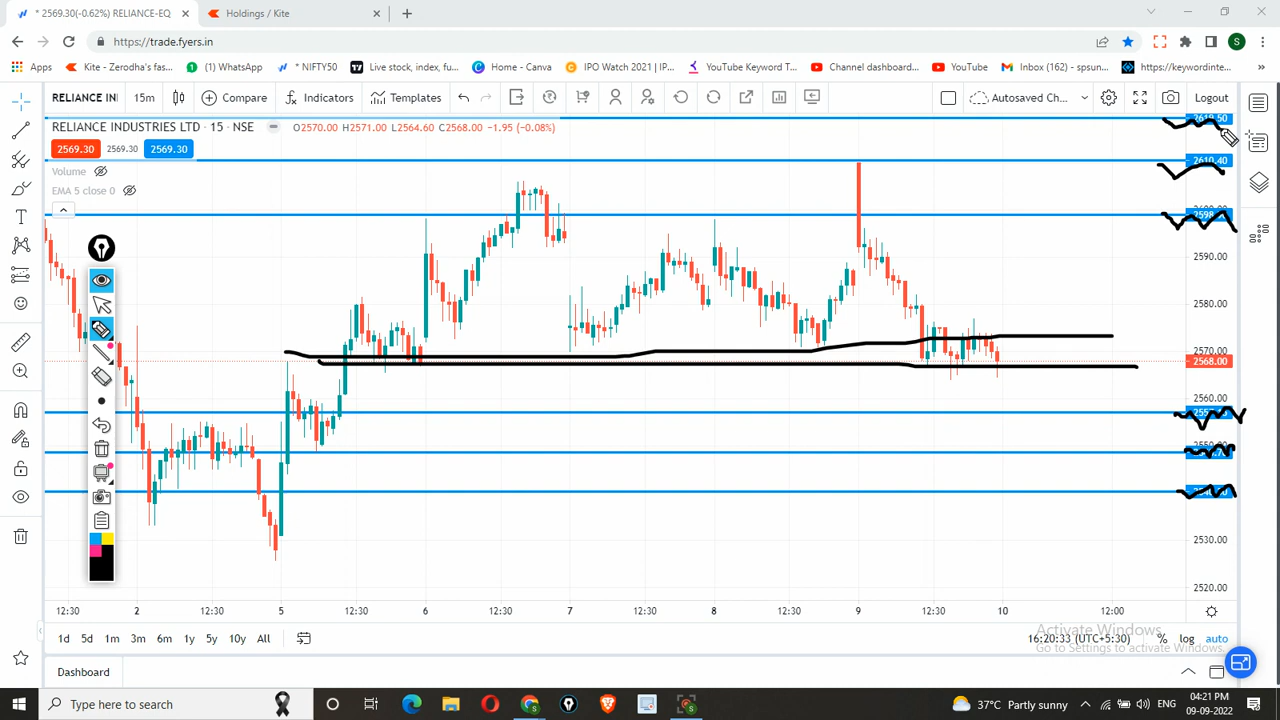 * 2569.30(-0.62%) RELIANCE-EQ
Holdings / Kite
https://trade.fyers.in
S
Apps
Kite - Zerodha's fas...
(1) WhatsApp
* NIFTY50
Live stock, index, fu...
Home - Canva
IPO Watch 2021 | IP...
YouTube Keyword T...
Channel dashboard...
YouTube
Inbox (162) - spsun...
https://keywordinte...
»
RELIANCE IN
15m
Compare
Indicators
Templates
Autosaved Ch...
Logout
RELIANCE INDUSTRIES LTD · 15 · NSE
O2570.00 H2571.00 L2564.60 C2568.00 −1.95 (−0.08%)
2569.30 2569.30 2569.30
Volume
EMA 5 close 0
2610.40
2590.00
2580.00
2570.00
2568.00
2560.00
2530.00
2520.00
12:30 2 12:30 5 12:30 6 12:30 7 12:30 8 12:30 9 12:30 10 12:00
1d 5d 1m 3m 6m 1y 5y 10y All
16:20:33 (UTC+5:30)
% log auto
Activate Windows
Go to Settings to activate Windows.
Dashboard
Type here to search
37°C Partly sunny
ENG
04:21 PM
09-09-2022